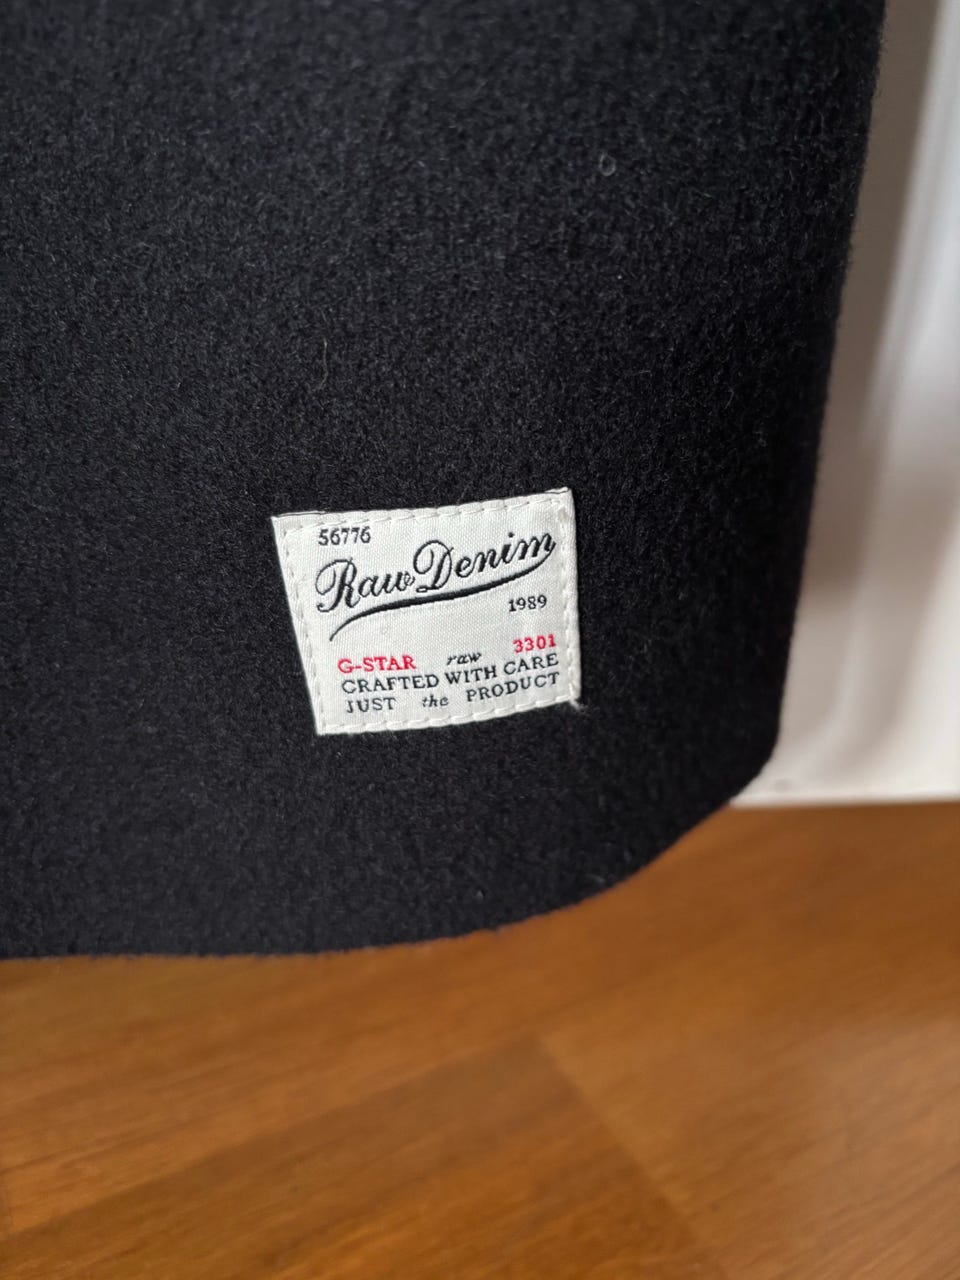 56776
Raw Denim
1989
G-STAR raw 3301
CRAFTED WITH CARE
JUST the PRODUCT